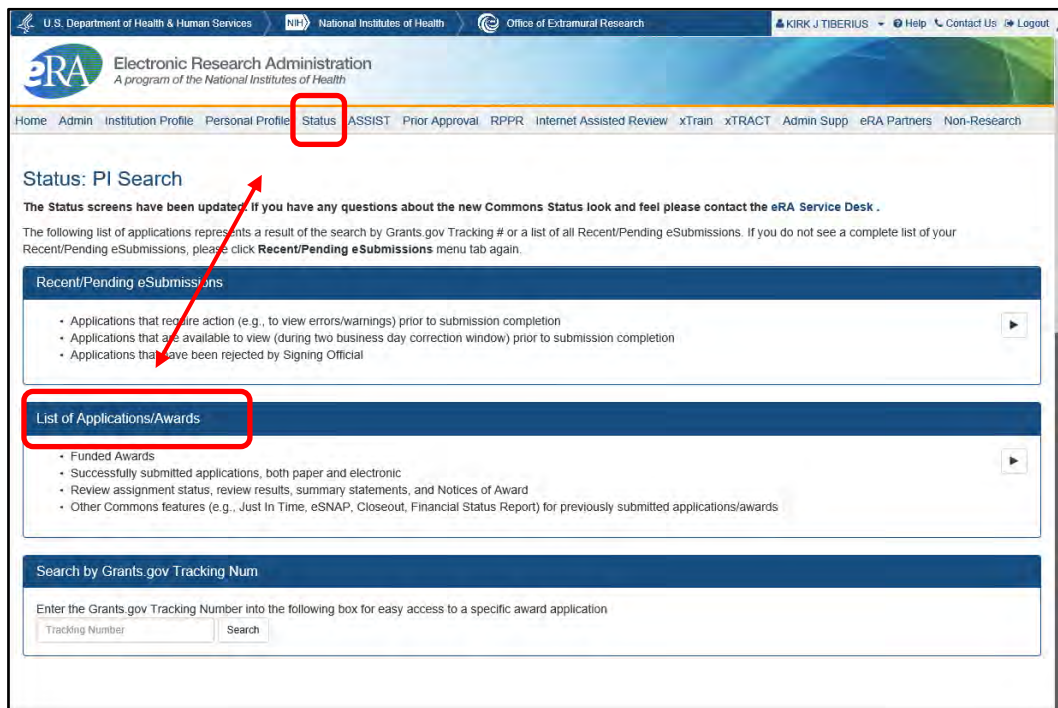 U.S. Department of Health & Human Services NIH National Institutes of Health Office of Extramural Research KIRK J TIBERIUS Help Contact Us Logout
eRA Electronic Research Administration
A program of the National Institutes of Health
Home Admin Institution Profile Personal Profile Status ASSIST Prior Approval RPPR Internet Assisted Review xTrain xTRACT Admin Supp eRA Partners Non-Research
Status: PI Search
The Status screens have been updated. If you have any questions about the new Commons Status look and feel please contact the eRA Service Desk .
The following list of applications represents a result of the search by Grants.gov Tracking # or a list of all Recent/Pending eSubmissions. If you do not see a complete list of your
Recent/Pending eSubmissions, please click Recent/Pending eSubmissions menu tab again.
Recent/Pending eSubmissions
• Applications that require action (e.g., to view errors/warnings) prior to submission completion
• Applications that are available to view (during two business day correction window) prior to submission completion
• Applications that have been rejected by Signing Official
List of Applications/Awards
• Funded Awards
• Successfully submitted applications, both paper and electronic
• Review assignment status, review results, summary statements, and Notices of Award
• Other Commons features (e.g., Just In Time, eSNAP, Closeout, Financial Status Report) for previously submitted applications/awards
Search by Grants.gov Tracking Num
Enter the Grants.gov Tracking Number into the following box for easy access to a specific award application
Tracking Number Search